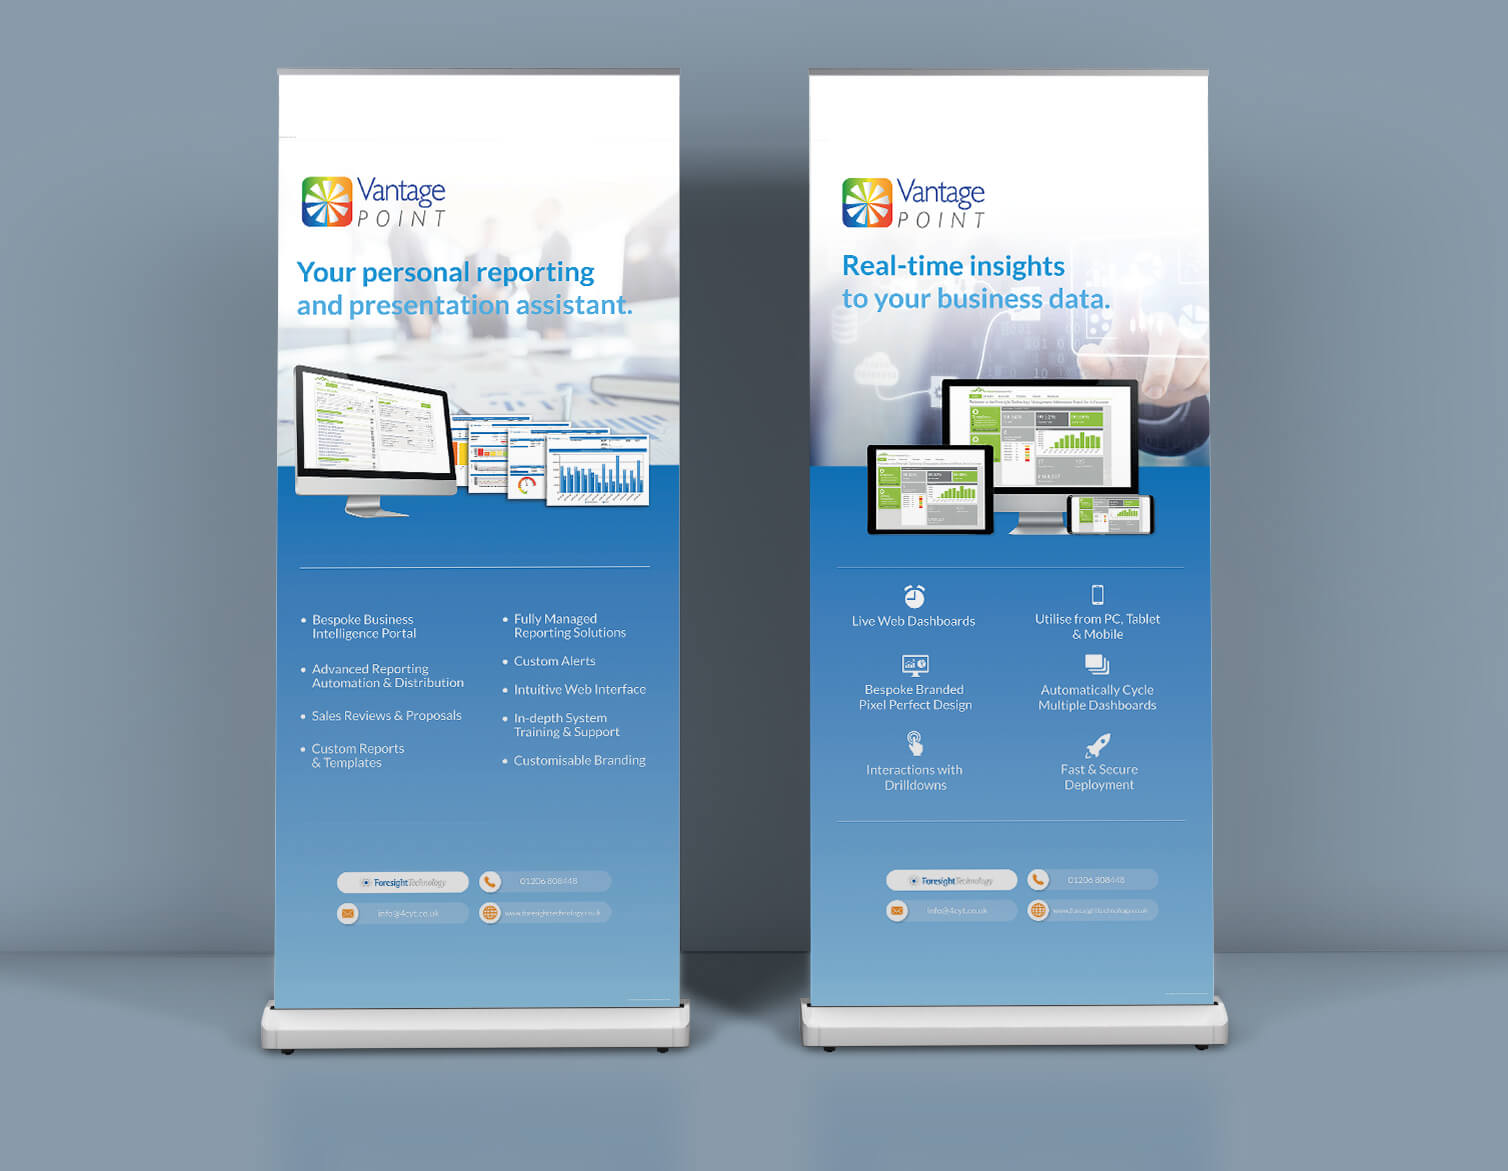 Vantage
POINT
Your personal reporting
and presentation assistant.
• Bespoke Business
Intelligence Portal
• Advanced Reporting
Automation & Distribution
• Sales Reviews & Proposals
• Custom Reports
& Templates
• Fully Managed
Reporting Solutions
• Custom Alerts
• Intuitive Web Interface
• In-depth System
Training & Support
• Customisable Branding
ForesightTechnology
01206 808448
info@4cyt.co.uk
www.foresighttechnology.co.uk
Vantage
POINT
Real-time insights
to your business data.
Live Web Dashboards
Utilise from PC, Tablet
& Mobile
Bespoke Branded
Pixel Perfect Design
Automatically Cycle
Multiple Dashboards
Interactions with
Drilldowns
Fast & Secure
Deployment
ForesightTechnology
01206 808448
info@4cyt.co.uk
www.foresighttechnology.co.uk